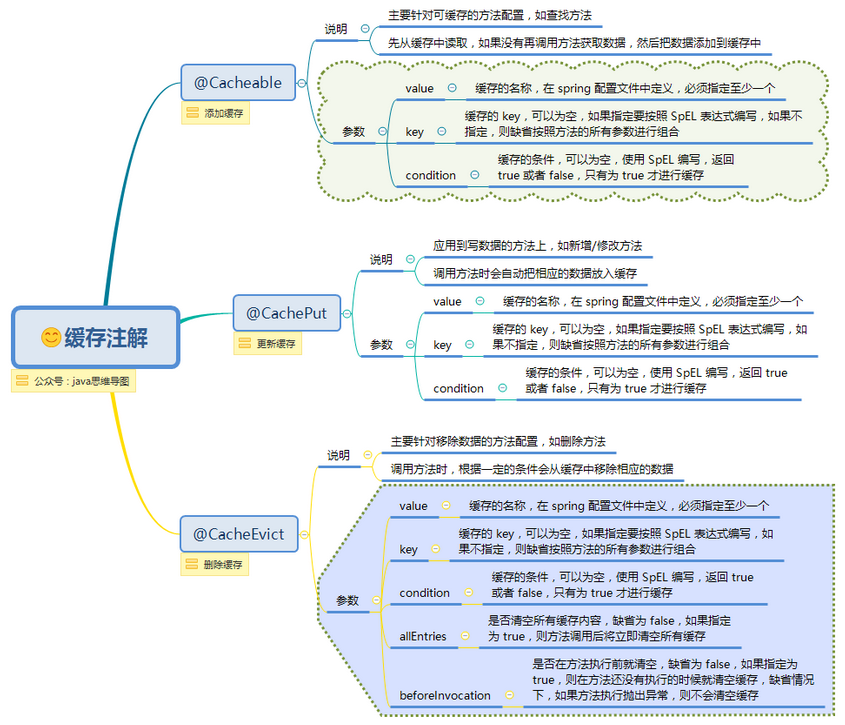 😊缓存注解
公众号：java思维导图
@Cacheable
添加缓存
说明
主要针对可缓存的方法配置，如查找方法
先从缓存中读取，如果没有再调用方法获取数据，然后把数据添加到缓存中
参数
value
缓存的名称，在 spring 配置文件中定义，必须指定至少一个
key
缓存的 key，可以为空，如果指定要按照 SpEL 表达式编写，如果不
指定，则缺省按照方法的所有参数进行组合
condition
缓存的条件，可以为空，使用 SpEL 编写，返回
true 或者 false，只有为 true 才进行缓存
@CachePut
更新缓存
说明
应用到写数据的方法上，如新增/修改方法
调用方法时会自动把相应的数据放入缓存
参数
value
缓存的名称，在 spring 配置文件中定义，必须指定至少一个
key
缓存的 key，可以为空，如果指定要按照 SpEL 表达式编写，如
果不指定，则缺省按照方法的所有参数进行组合
condition
缓存的条件，可以为空，使用 SpEL 编写，返回 true
或者 false，只有为 true 才进行缓存
@CacheEvict
删除缓存
说明
主要针对移除数据的方法配置，如删除方法
调用方法时，根据一定的条件会从缓存中移除相应的数据
参数
value
缓存的名称，在 spring 配置文件中定义，必须指定至少一个
key
缓存的 key，可以为空，如果指定要按照 SpEL 表达式编写，如
果不指定，则缺省按照方法的所有参数进行组合
condition
缓存的条件，可以为空，使用 SpEL 编写，返回 true
或者 false，只有为 true 才进行缓存
allEntries
是否清空所有缓存内容，缺省为 false，如果指定
为 true，则方法调用后将立即清空所有缓存
beforeInvocation
是否在方法执行前就清空，缺省为 false，如果指定为
true，则在方法还没有执行的时候就清空缓存，缺省情况
下，如果方法执行抛出异常，则不会清空缓存